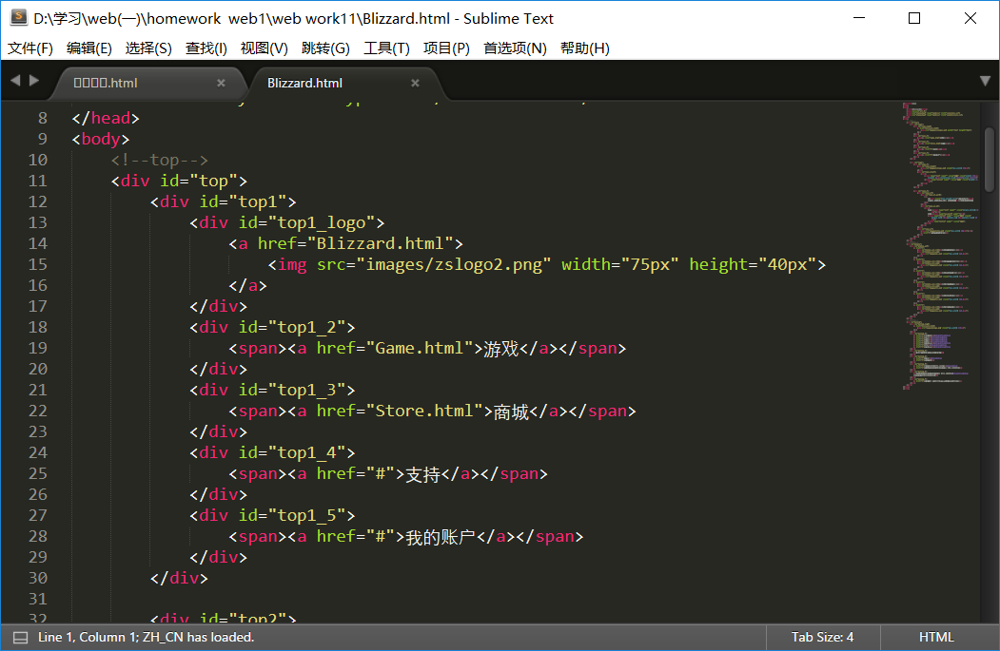 D:\学习\web(一)\homework  web1\web work11\Blizzard.html - Sublime Text
文件(F) 编辑(E) 选择(S) 查找(I) 视图(V) 跳转(G) 工具(T) 项目(P) 首选项(N) 帮助(H)
.html Blizzard.html
8 </head>
9 <body>
10 <!--top-->
11 <div id="top">
12 <div id="top1">
13 <div id="top1_logo">
14 <a href="Blizzard.html">
15 <img src="images/zslogo2.png" width="75px" height="40px">
16 </a>
17 </div>
18 <div id="top1_2">
19 <span><a href="Game.html">游戏</a></span>
20 </div>
21 <div id="top1_3">
22 <span><a href="Store.html">商城</a></span>
23 </div>
24 <div id="top1_4">
25 <span><a href="#">支持</a></span>
26 </div>
27 <div id="top1_5">
28 <span><a href="#">我的账户</a></span>
29 </div>
30 </div>
31
32 <div id="top2">
Line 1, Column 1; ZH_CN has loaded. Tab Size: 4 HTML